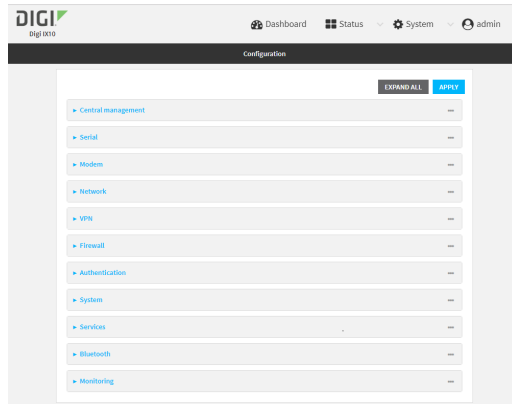 DIGI
Digi IX10
Dashboard Status System admin
Configuration
EXPAND ALL APPLY
Central management
Serial
Modem
Network
VPN
Firewall
Authentication
System
Services
Bluetooth
Monitoring